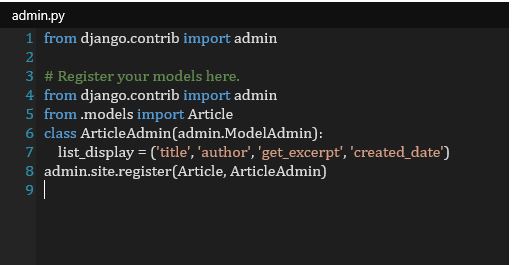 admin.py
1 from django.contrib import admin
2
3 # Register your models here.
4 from django.contrib import admin
5 from .models import Article
6 class ArticleAdmin(admin.ModelAdmin):
7     list_display = ('title', 'author', 'get_excerpt', 'created_date')
8 admin.site.register(Article, ArticleAdmin)
9